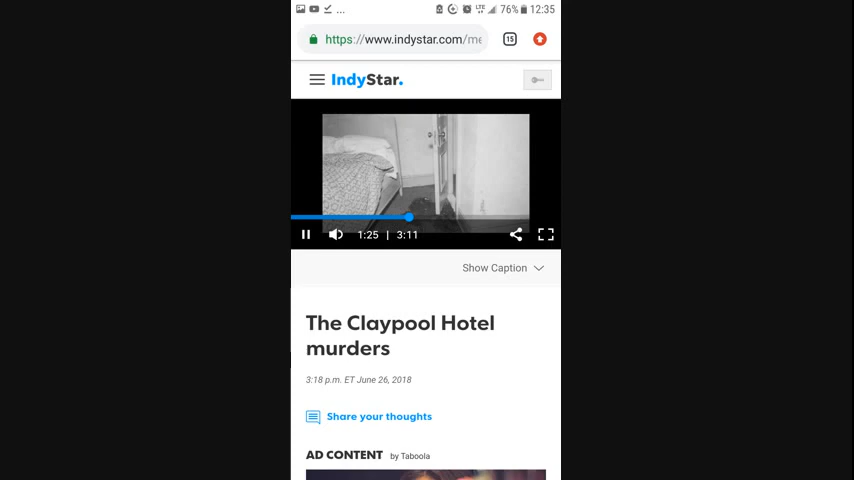 ... LTE 76% 12:35
https://www.indystar.com/me 15
IndyStar.
1:25 | 3:11
Show Caption
The Claypool Hotel
murders
3:18 p.m. ET June 26, 2018
Share your thoughts
AD CONTENT by Taboola